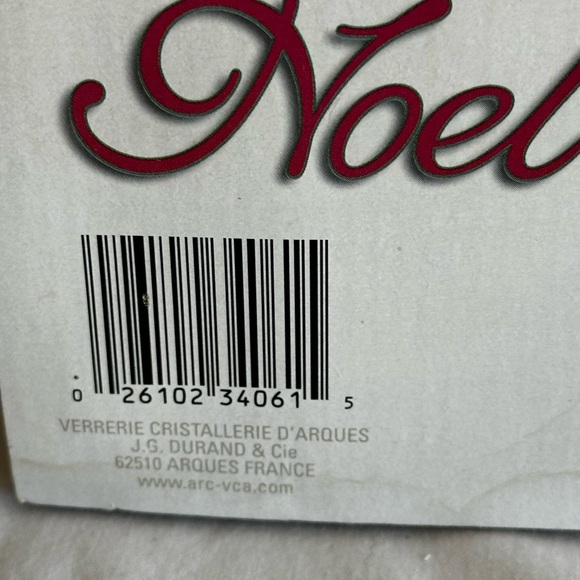 Noel
0 26102 34061 5
VERRERIE CRISTALLERIE D'ARQUES
J.G. DURAND & Cie
62510 ARQUES FRANCE
www.arc-vca.com